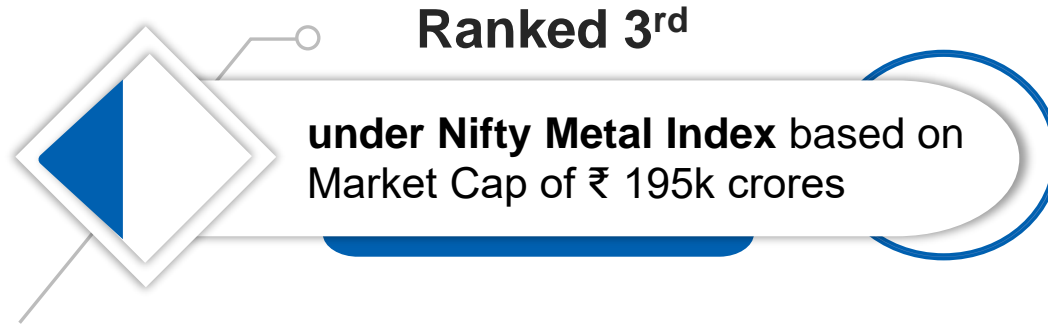 Ranked 3rd
under Nifty Metal Index based on
Market Cap of ₹ 195k crores